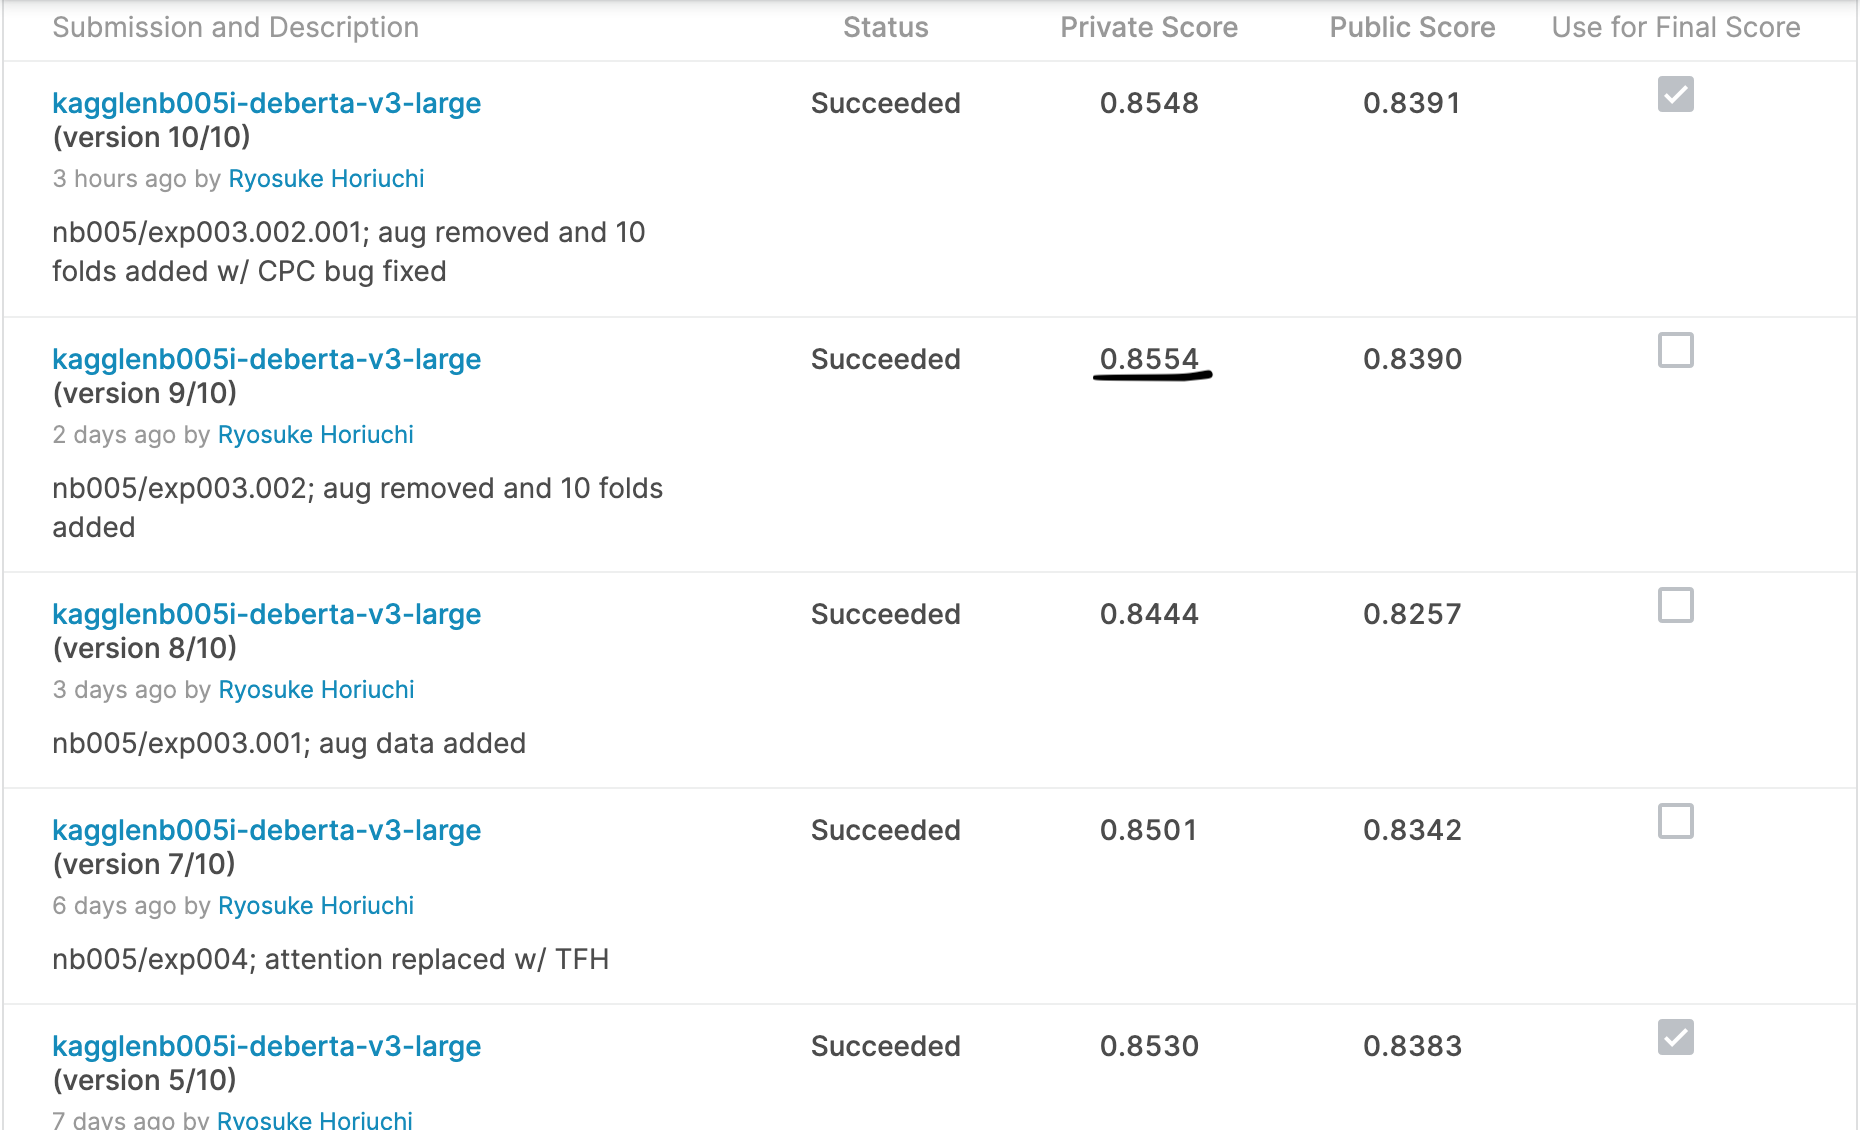 Submission and Description Status Private Score Public Score Use for Final Score
kagglenb005i-deberta-v3-large Succeeded 0.8548 0.8391
(version 10/10)
3 hours ago by Ryosuke Horiuchi
nb005/exp003.002.001; aug removed and 10
folds added w/ CPC bug fixed
kagglenb005i-deberta-v3-large Succeeded 0.8554 0.8390
(version 9/10)
2 days ago by Ryosuke Horiuchi
nb005/exp003.002; aug removed and 10 folds
added
kagglenb005i-deberta-v3-large Succeeded 0.8444 0.8257
(version 8/10)
3 days ago by Ryosuke Horiuchi
nb005/exp003.001; aug data added
kagglenb005i-deberta-v3-large Succeeded 0.8501 0.8342
(version 7/10)
6 days ago by Ryosuke Horiuchi
nb005/exp004; attention replaced w/ TFH
kagglenb005i-deberta-v3-large Succeeded 0.8530 0.8383
(version 5/10)
7 days ago by Ryosuke Horiuchi